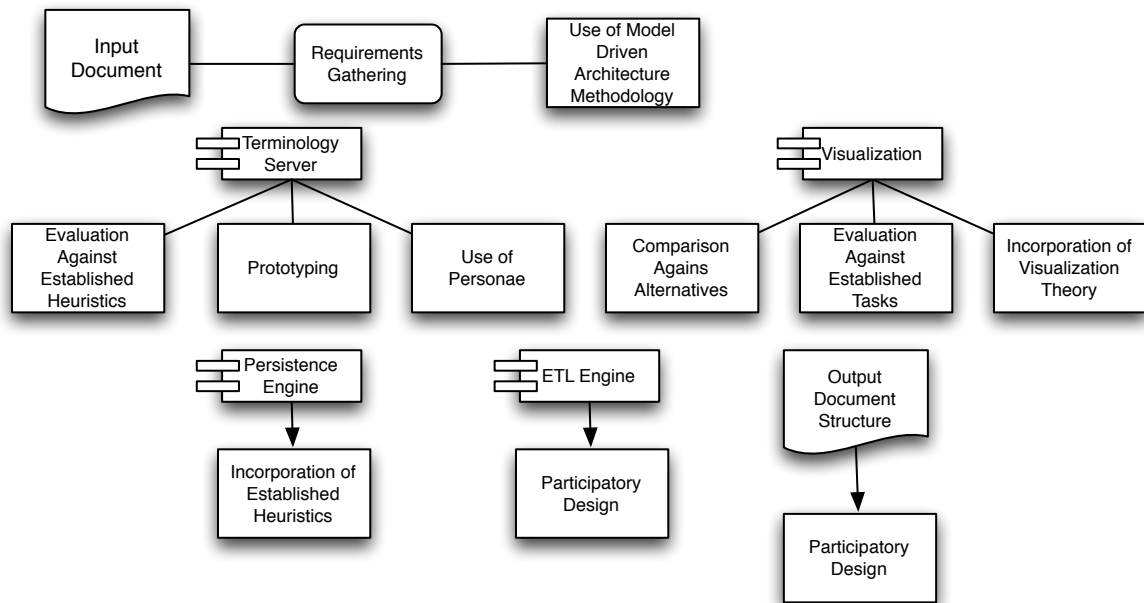 Input
Document
Requirements
Gathering
Use of Model
Driven
Architecture
Methodology
Terminology
Server
Visualization
Evaluation
Against
Established
Heuristics
Prototyping
Use of
Personae
Comparison
Agains
Alternatives
Evaluation
Against
Established
Tasks
Incorporation of
Visualization
Theory
Persistence
Engine
ETL Engine
Output
Document
Structure
Incorporation of
Established
Heuristics
Participatory
Design
Participatory
Design